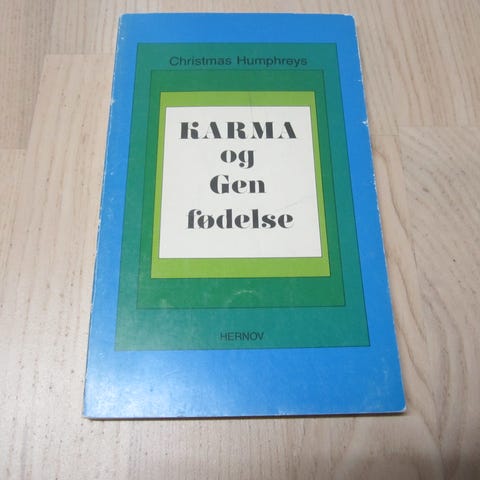 Christmas Humphreys
KARMA
og
Gen
fødelse
HERNOV